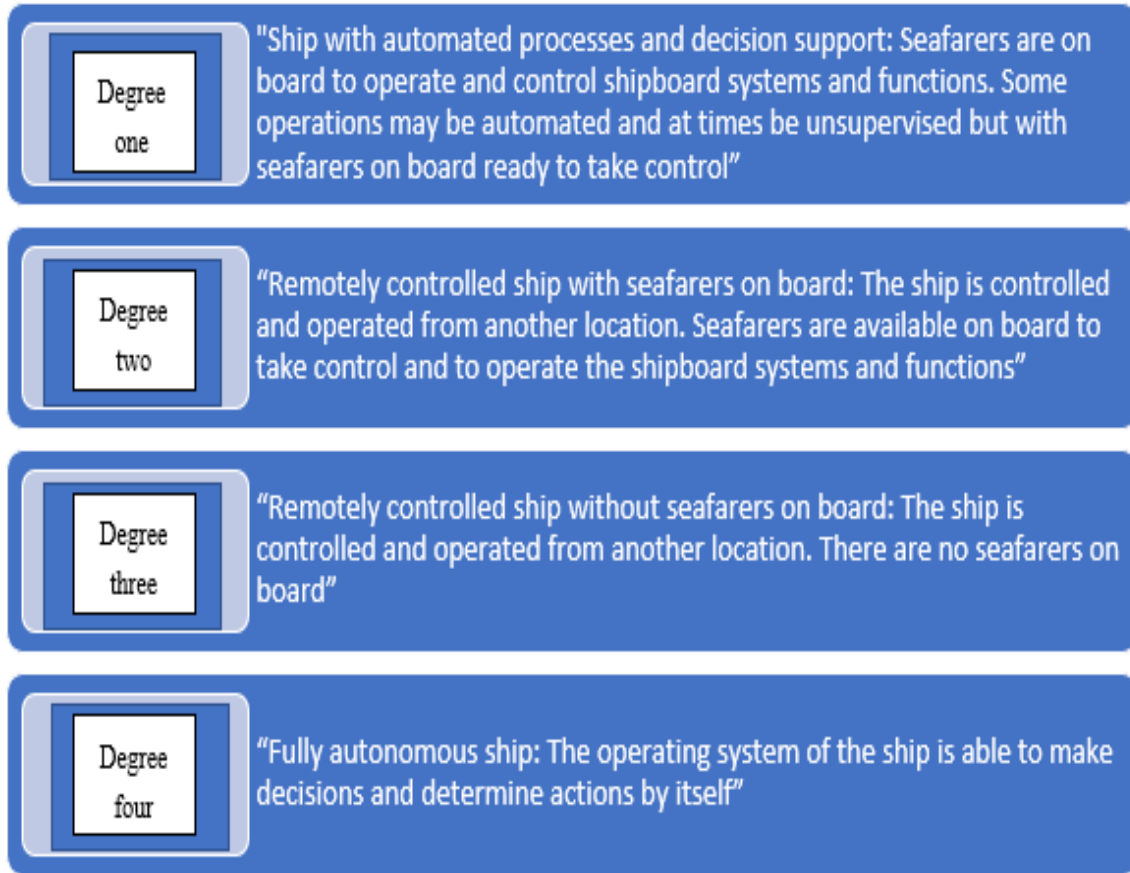 Degree
one
"Ship with automated processes and decision support: Seafarers are on
board to operate and control shipboard systems and functions. Some
operations may be automated and at times be unsupervised but with
seafarers on board ready to take control”
Degree
two
“Remotely controlled ship with seafarers on board: The ship is controlled
and operated from another location. Seafarers are available on board to
take control and to operate the shipboard systems and functions”
Degree
three
“Remotely controlled ship without seafarers on board: The ship is
controlled and operated from another location. There are no seafarers on
board”
Degree
four
“Fully autonomous ship: The operating system of the ship is able to make
decisions and determine actions by itself”